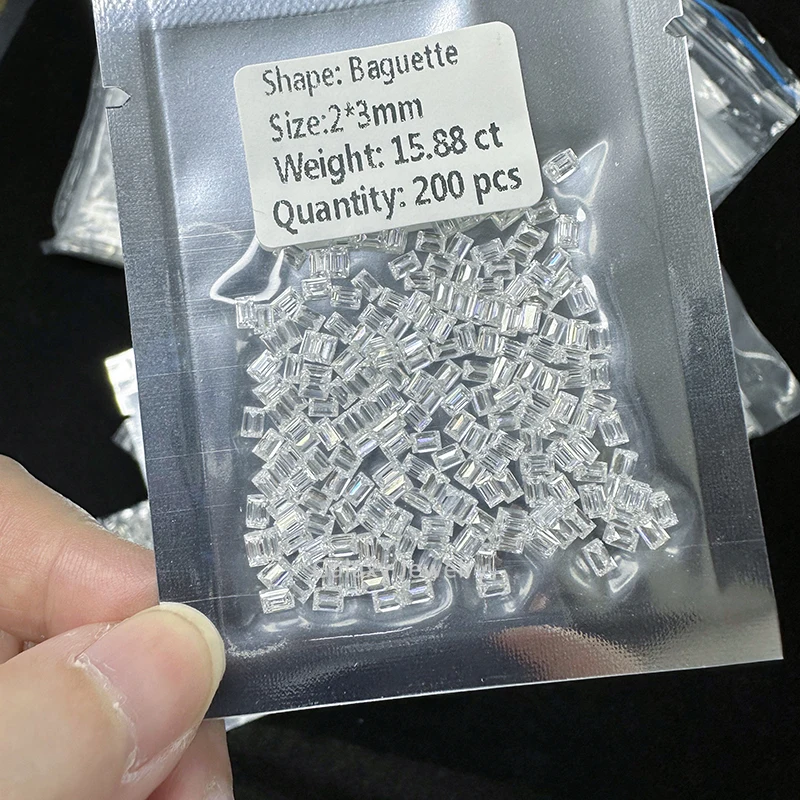 Shape: Baguette
Size:2*3mm
Weight: 15.88 ct
Quantity: 200 pcs